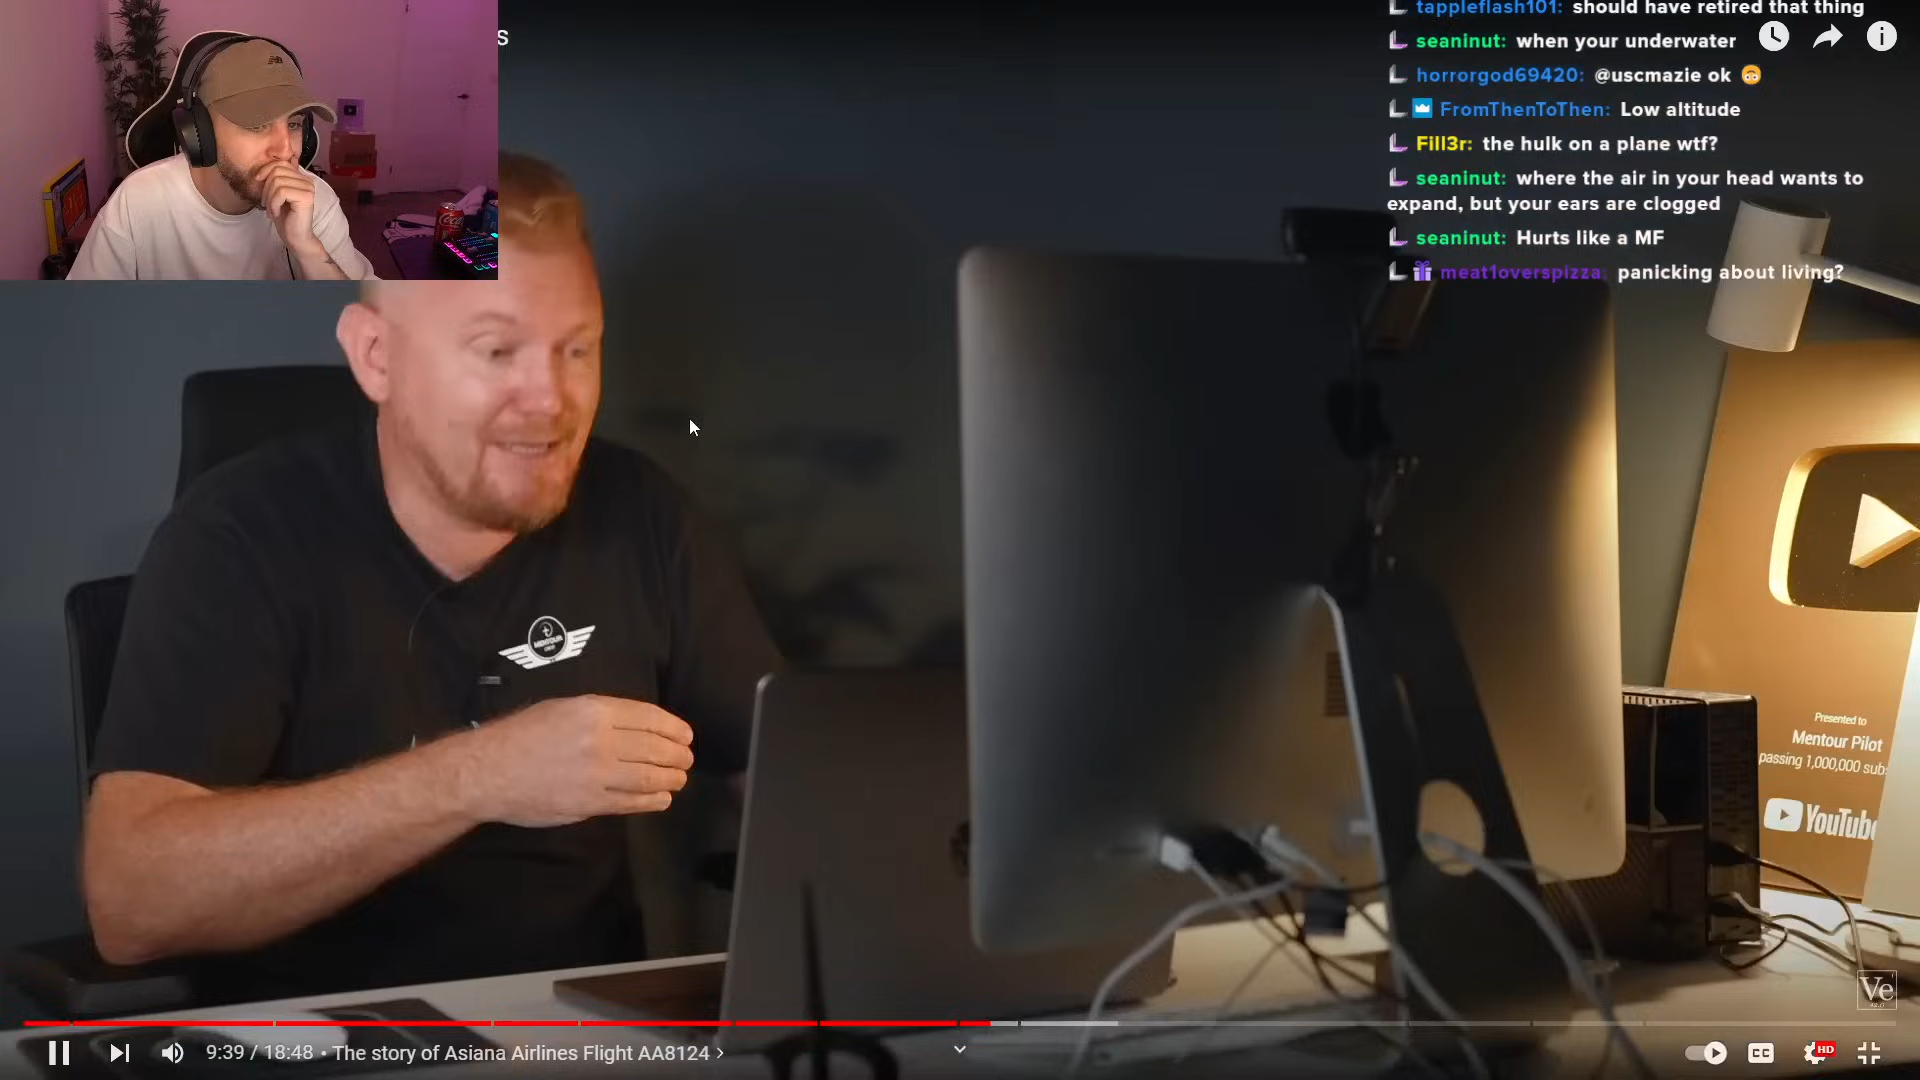 s
tappleflash101: should have retired that thing
seaninut: when your underwater
horrorgod69420: @uscmazie ok
FromThenToThen: Low altitude
Fill3r: the hulk on a plane wtf?
seaninut: where the air in your head wants to
expand, but your ears are clogged
seaninut: Hurts like a MF
meat1overspizza: panicking about living?
MENTOUR
Presented to
Mentour Pilot
passing 1,000,000 sub
YouTube
Ve
9:39 / 18:48 • The story of Asiana Airlines Flight AA8124 ›
CC
HD